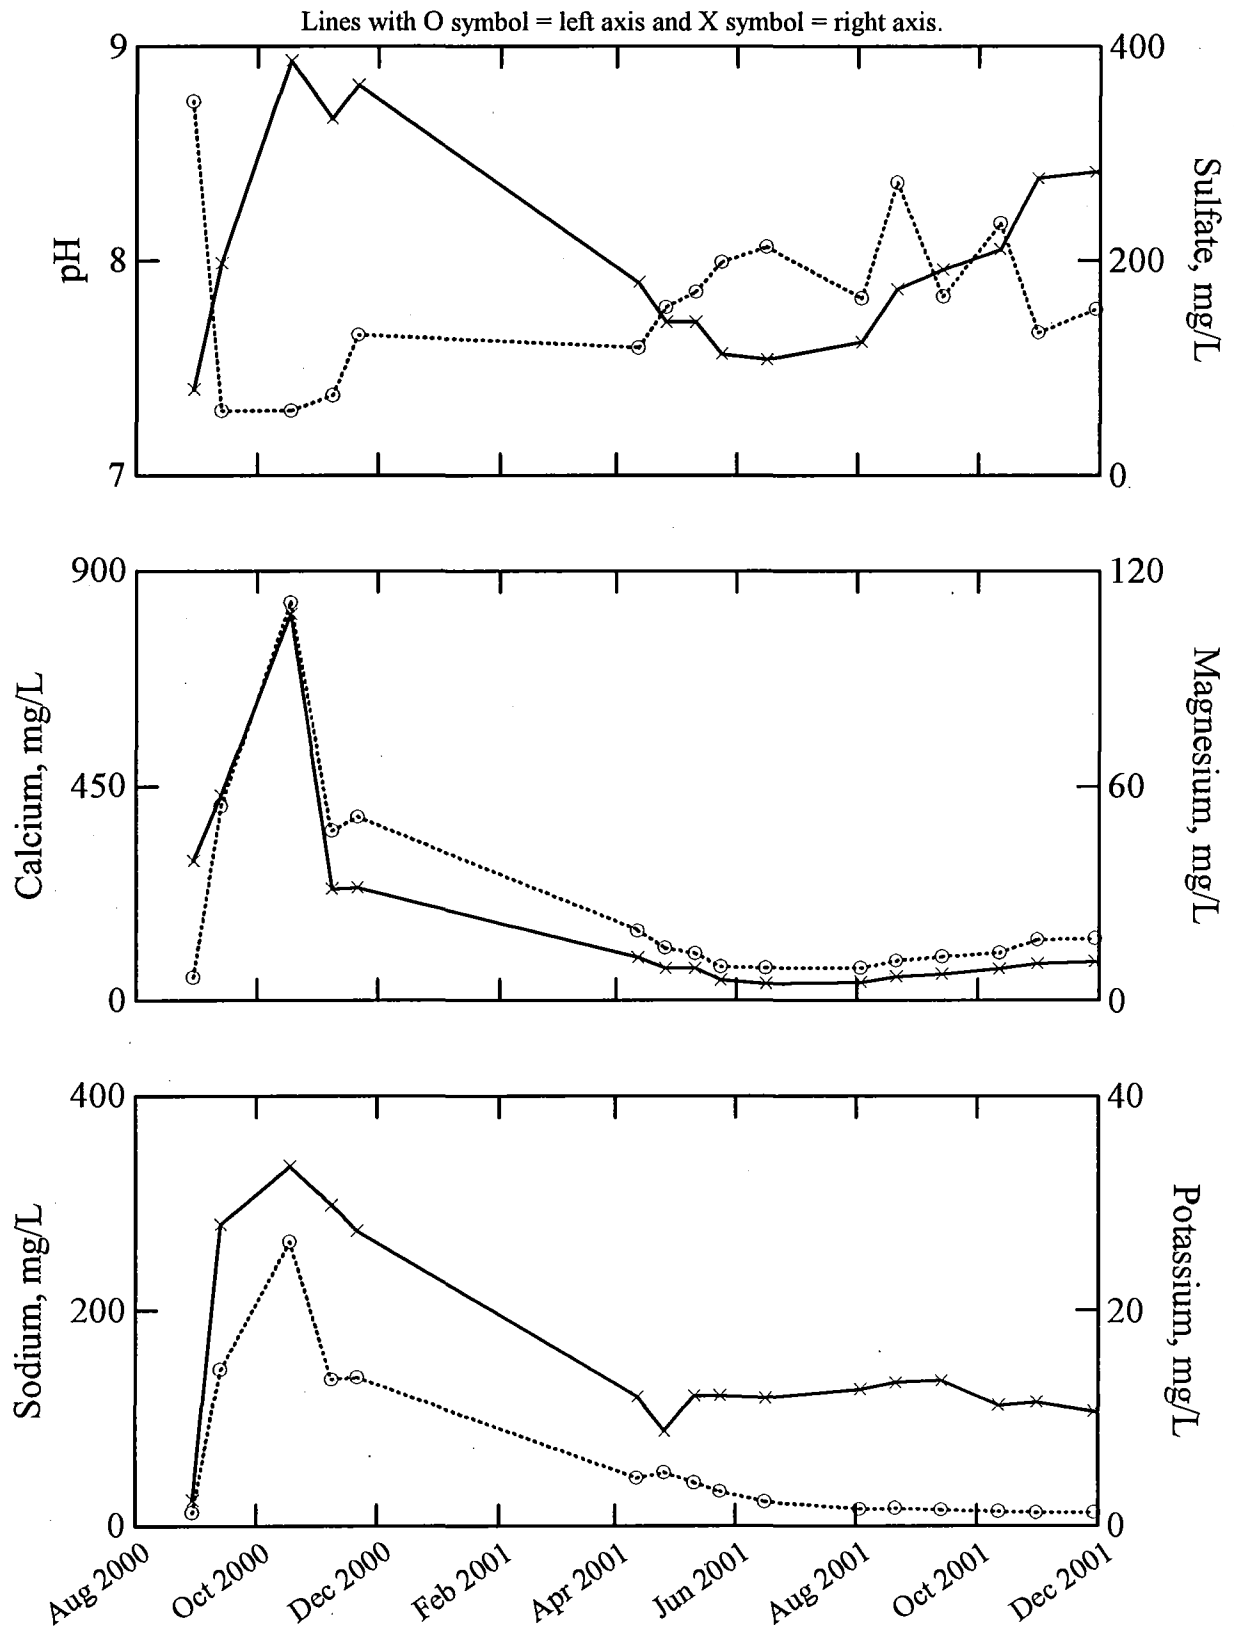 Lines with O symbol = left axis and X symbol = right axis.
9
8
7
pH
400
200
0
Sulfate, mg/L
900
450
0
Calcium, mg/L
120
60
0
Magnesium, mg/L
400
200
0
Sodium, mg/L
40
20
0
Potassium, mg/L
Aug 2000
Oct 2000
Dec 2000
Feb 2001
Apr 2001
Jun 2001
Aug 2001
Oct 2001
Dec 2001